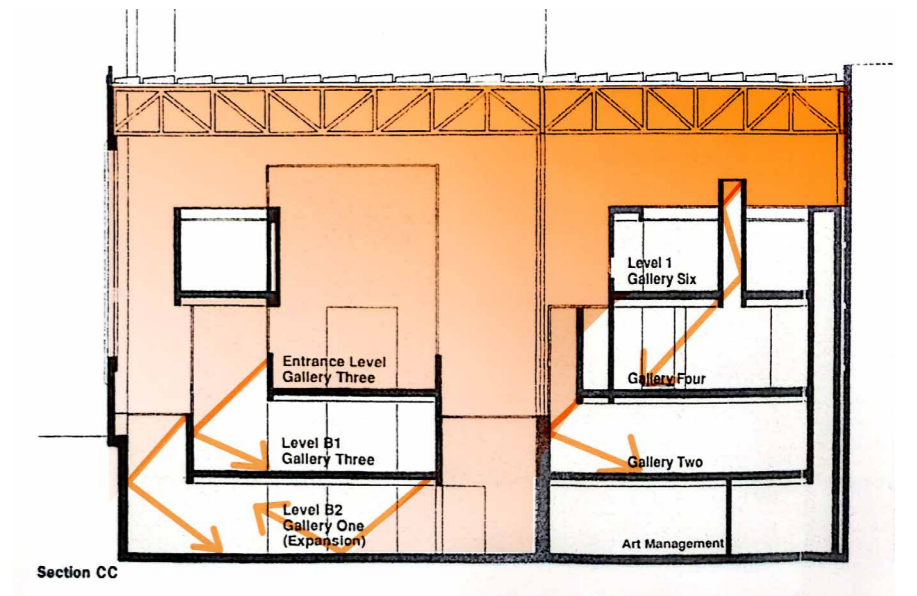 Level 1
Gallery Six
Entrance Level
Gallery Three
Gallery Four
Level B1
Gallery Three
Gallery Two
Level B2
Gallery One
(Expansion)
Art Management
Section CC